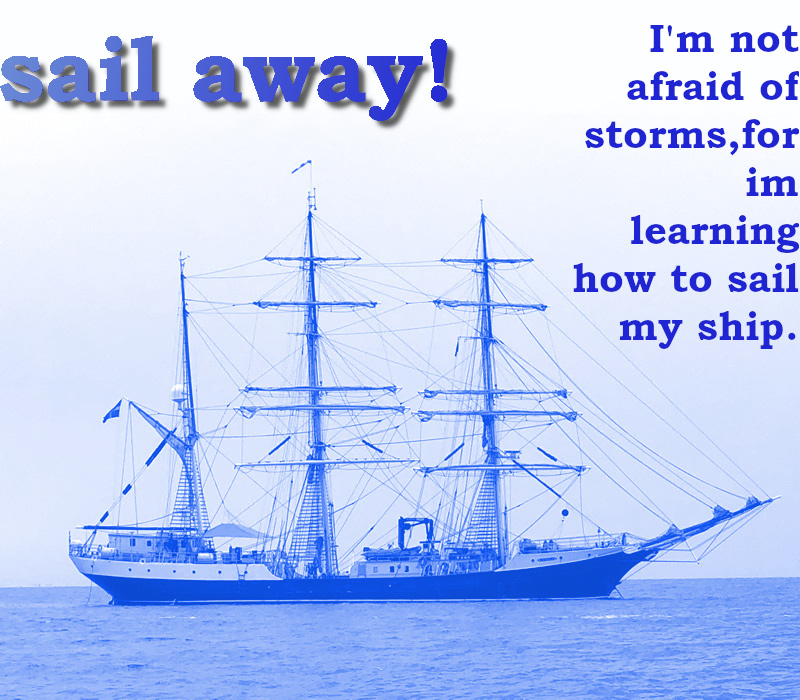 sail away!
I'm not
afraid of
storms,for
im
learning
how to sail
my ship.